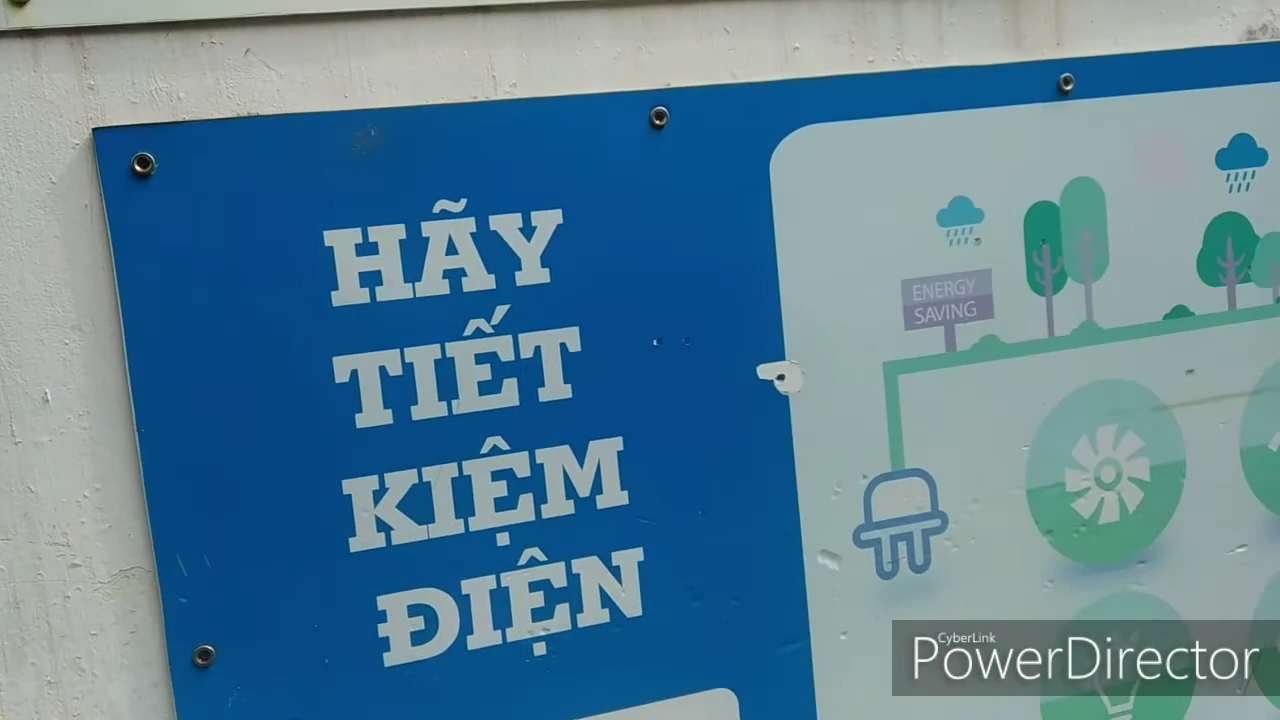 HÃY
TIẾT
KIỆM
ĐIỆN
ENERGY
SAVING
CyberLink
PowerDirector